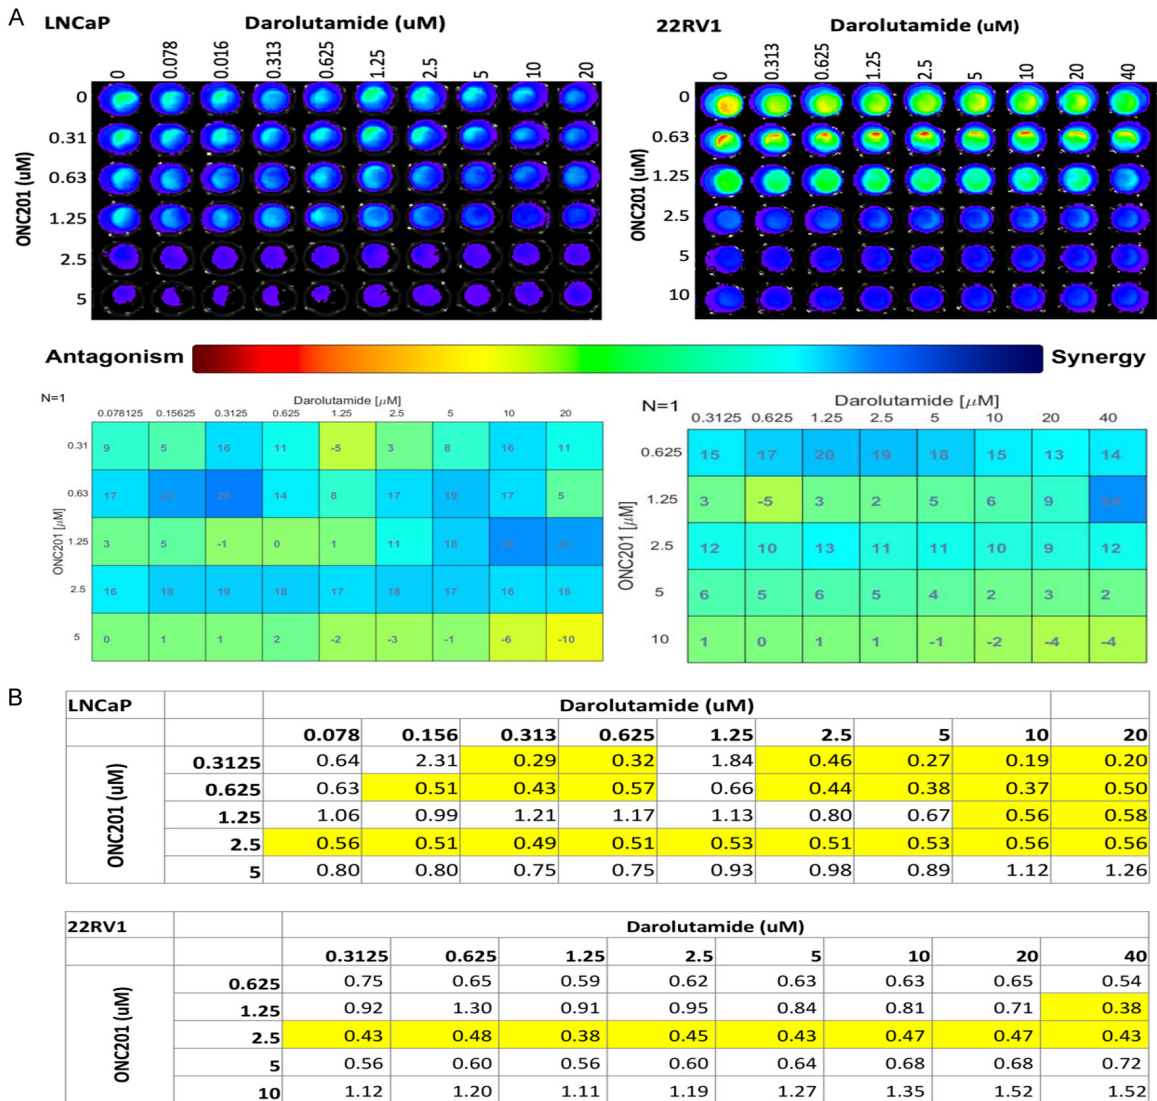 A
LNCaP
Darolutamide (uM)
0 0.078 0.016 0.313 0.625 1.25 2.5 5 10 20
ONC201 (uM)
0
0.31
0.63
1.25
2.5
5
22RV1
Darolutamide (uM)
0 0.313 0.625 1.25 2.5 5 10 20 40
ONC201 (uM)
0
0.63
1.25
2.5
5
10
Antagonism Synergy
N=1
Darolutamide [μM]
0.078125 0.15625 0.3125 0.625 1.25 2.5 5 10 20
ONC201 [μM]
0.31 9 5 16 11 -5 3 8 16 11
0.63 17 14 8 17 19 17 5
1.25 3 5 -1 0 1 11 18
2.5 16 18 19 18 17 18 17 16 16
5 0 1 1 2 -2 -3 -1 -6 -10
N=1
Darolutamide [μM]
0.3125 0.625 1.25 2.5 5 10 20 40
ONC201 [μM]
0.625 15 17 20 19 18 15 13 14
1.25 3 -5 3 2 5 6 9
2.5 12 10 13 11 11 10 9 12
5 6 5 6 5 4 2 3 2
10 1 0 1 1 -1 -2 -4 -4
B
LNCaP Darolutamide (uM)
0.078 0.156 0.313 0.625 1.25 2.5 5 10 20
ONC201 (uM)
0.3125 0.64 2.31 0.29 0.32 1.84 0.46 0.27 0.19 0.20
0.625 0.63 0.51 0.43 0.57 0.66 0.44 0.38 0.37 0.50
1.25 1.06 0.99 1.21 1.17 1.13 0.80 0.67 0.56 0.58
2.5 0.56 0.51 0.49 0.51 0.53 0.51 0.53 0.56 0.56
5 0.80 0.80 0.75 0.75 0.93 0.98 0.89 1.12 1.26
22RV1 Darolutamide (uM)
0.3125 0.625 1.25 2.5 5 10 20 40
ONC201 (uM)
0.625 0.75 0.65 0.59 0.62 0.63 0.63 0.65 0.54
1.25 0.92 1.30 0.91 0.95 0.84 0.81 0.71 0.38
2.5 0.43 0.48 0.38 0.45 0.43 0.47 0.47 0.43
5 0.56 0.60 0.56 0.60 0.64 0.68 0.68 0.72
10 1.12 1.20 1.11 1.19 1.27 1.35 1.52 1.52